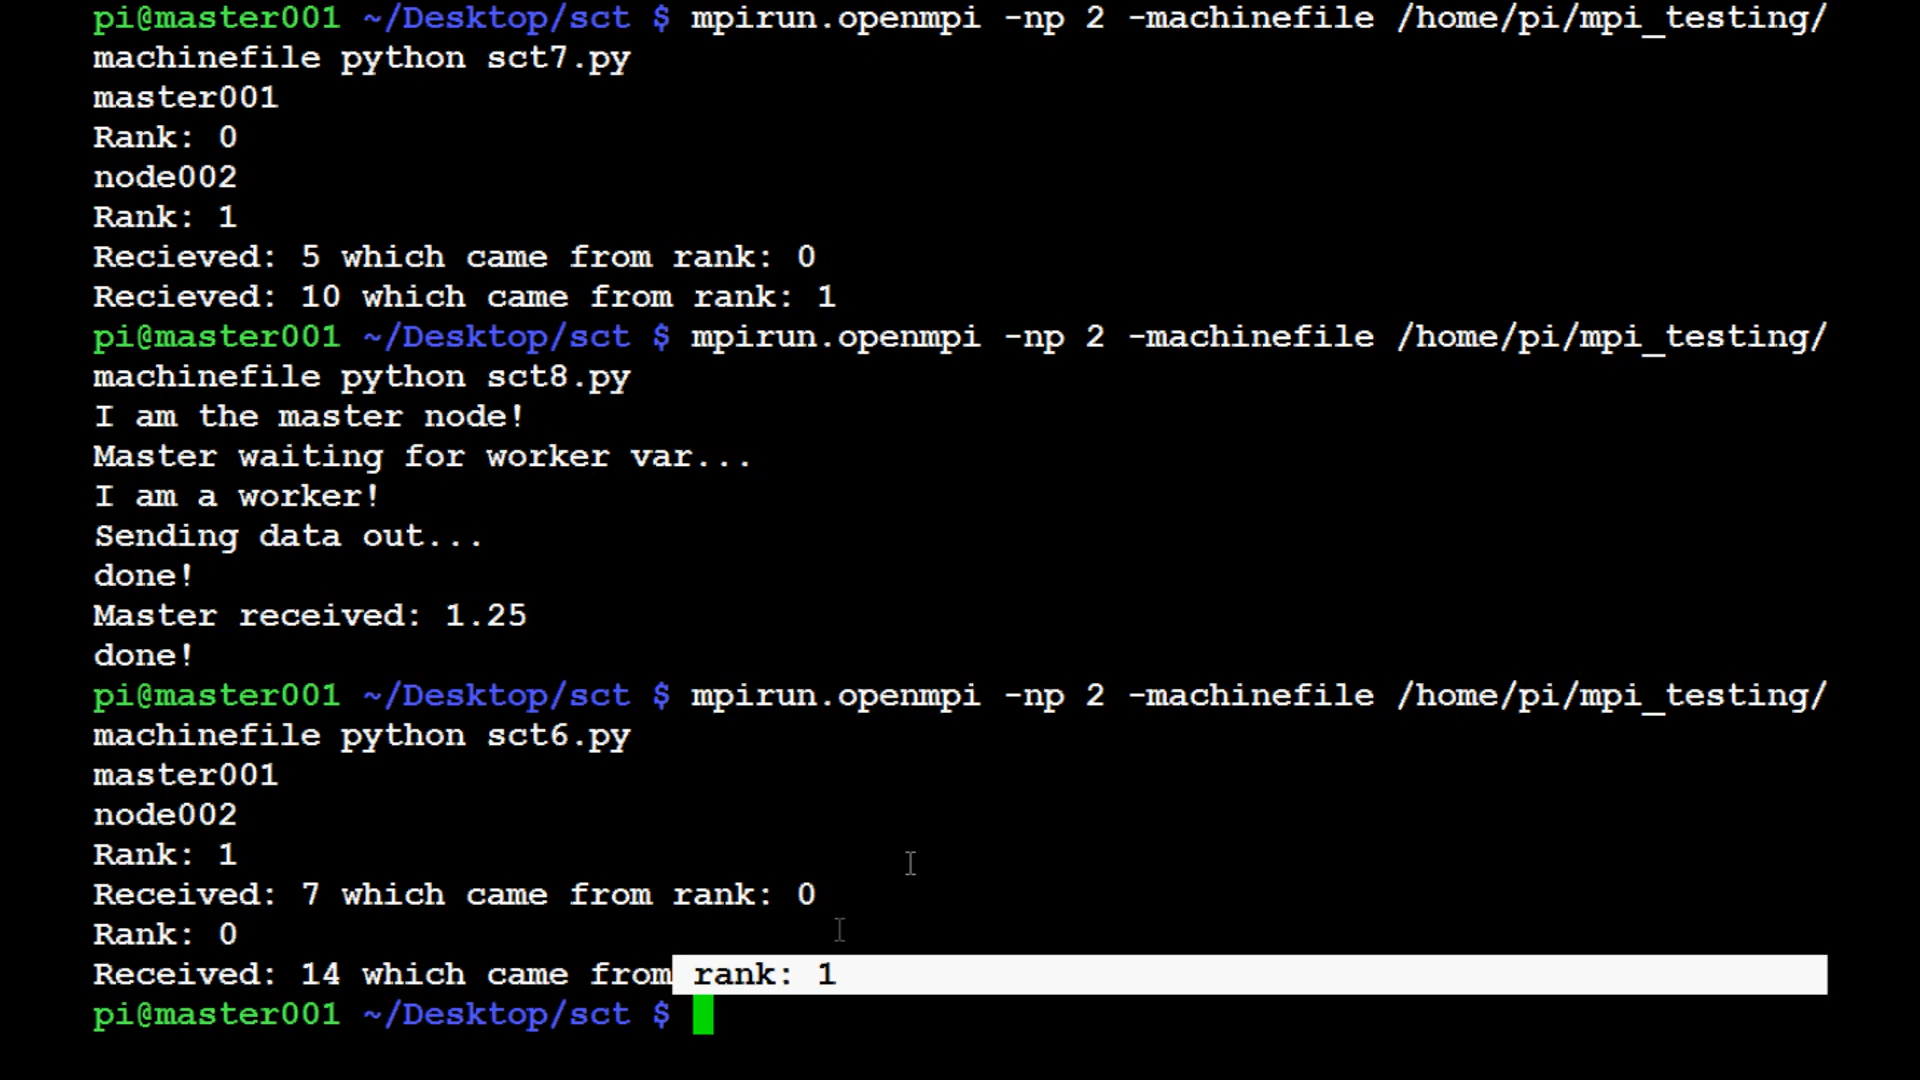 pi@master001 ~/Desktop/sct $ mpirun.openmpi -np 2 -machinefile /home/pi/mpi_testing/
machinefile python sct7.py
master001
Rank: 0
node002
Rank: 1
Recieved: 5 which came from rank: 0
Recieved: 10 which came from rank: 1
pi@master001 ~/Desktop/sct $ mpirun.openmpi -np 2 -machinefile /home/pi/mpi_testing/
machinefile python sct8.py
I am the master node!
Master waiting for worker var...
I am a worker!
Sending data out...
done!
Master received: 1.25
done!
pi@master001 ~/Desktop/sct $ mpirun.openmpi -np 2 -machinefile /home/pi/mpi_testing/
machinefile python sct6.py
master001
node002
Rank: 1
Received: 7 which came from rank: 0
Rank: 0
Received: 14 which came from rank: 1
pi@master001 ~/Desktop/sct $